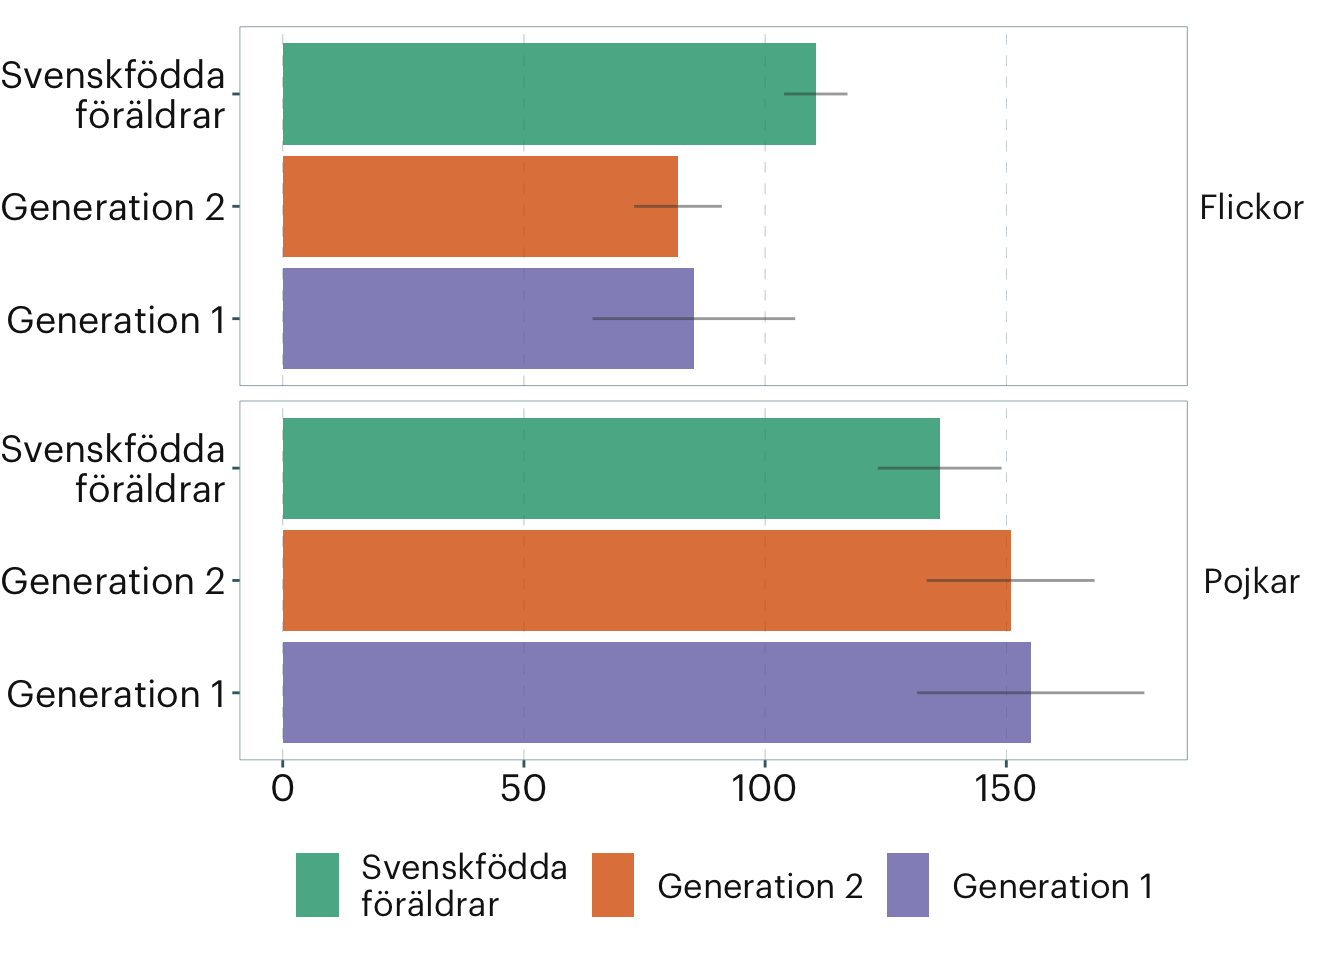 Svenskfödda
föräldrar
Generation 2
Flickor
Generation 1
Svenskfödda
föräldrar
Generation 2
Pojkar
Generation 1
0 50 100 150
Svenskfödda
föräldrar
Generation 2
Generation 1